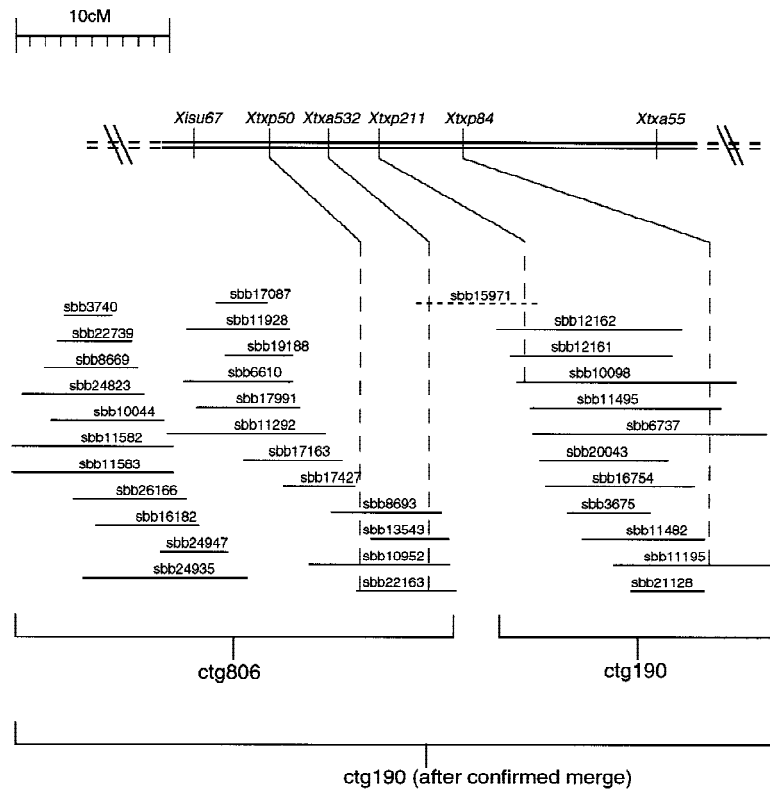 10cM
Xisu67 Xtxp50 Xtxa532 Xtxp211 Xtxp84 Xtxa55
sbb17087
sbb15971
sbb3740
sbb11928
sbb12162
sbb22739
sbb19188
sbb12161
sbb8669
sbb6610
sbb10098
sbb24823
sbb17991
sbb11495
sbb10044
sbb11292
sbb6737
sbb11582
sbb17163
sbb20043
sbb11583
sbb17427
sbb16754
sbb26166
sbb8693
sbb3675
sbb16182
sbb13543
sbb11482
sbb24947
sbb10952
sbb11195
sbb24935
sbb22163
sbb21128
ctg806
ctg190
ctg190 (after confirmed merge)